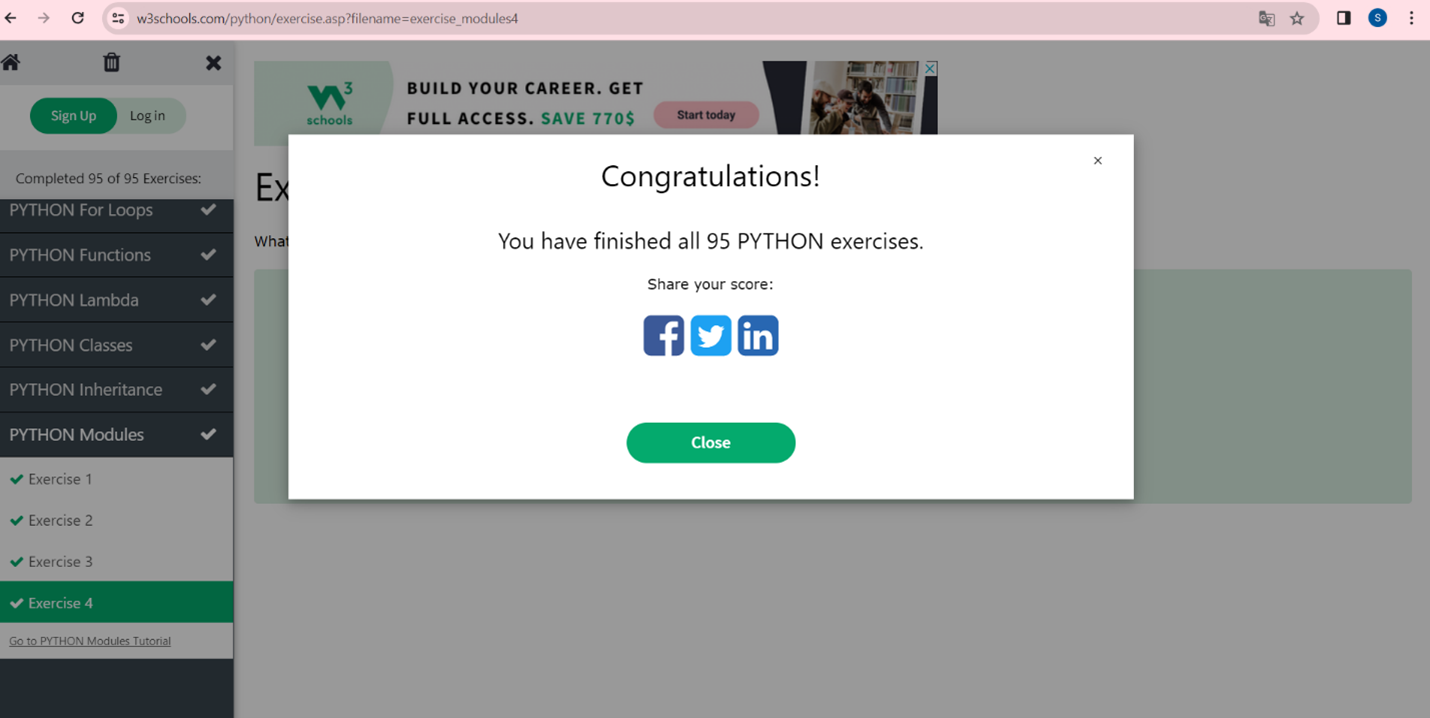 w3schools.com/python/exercise.asp?filename=exercise_modules4
S
Sign Up
Log in
Completed 95 of 95 Exercises:
PYTHON For Loops
PYTHON Functions
PYTHON Lambda
PYTHON Classes
PYTHON Inheritance
PYTHON Modules
Exercise 1
Exercise 2
Exercise 3
Exercise 4
Go to PYTHON Modules Tutorial
W3
schools
BUILD YOUR CAREER. GET
FULL ACCESS. SAVE 770$
Start today
Ex
What
Congratulations!
×
You have finished all 95 PYTHON exercises.
Share your score:
f
in
Close